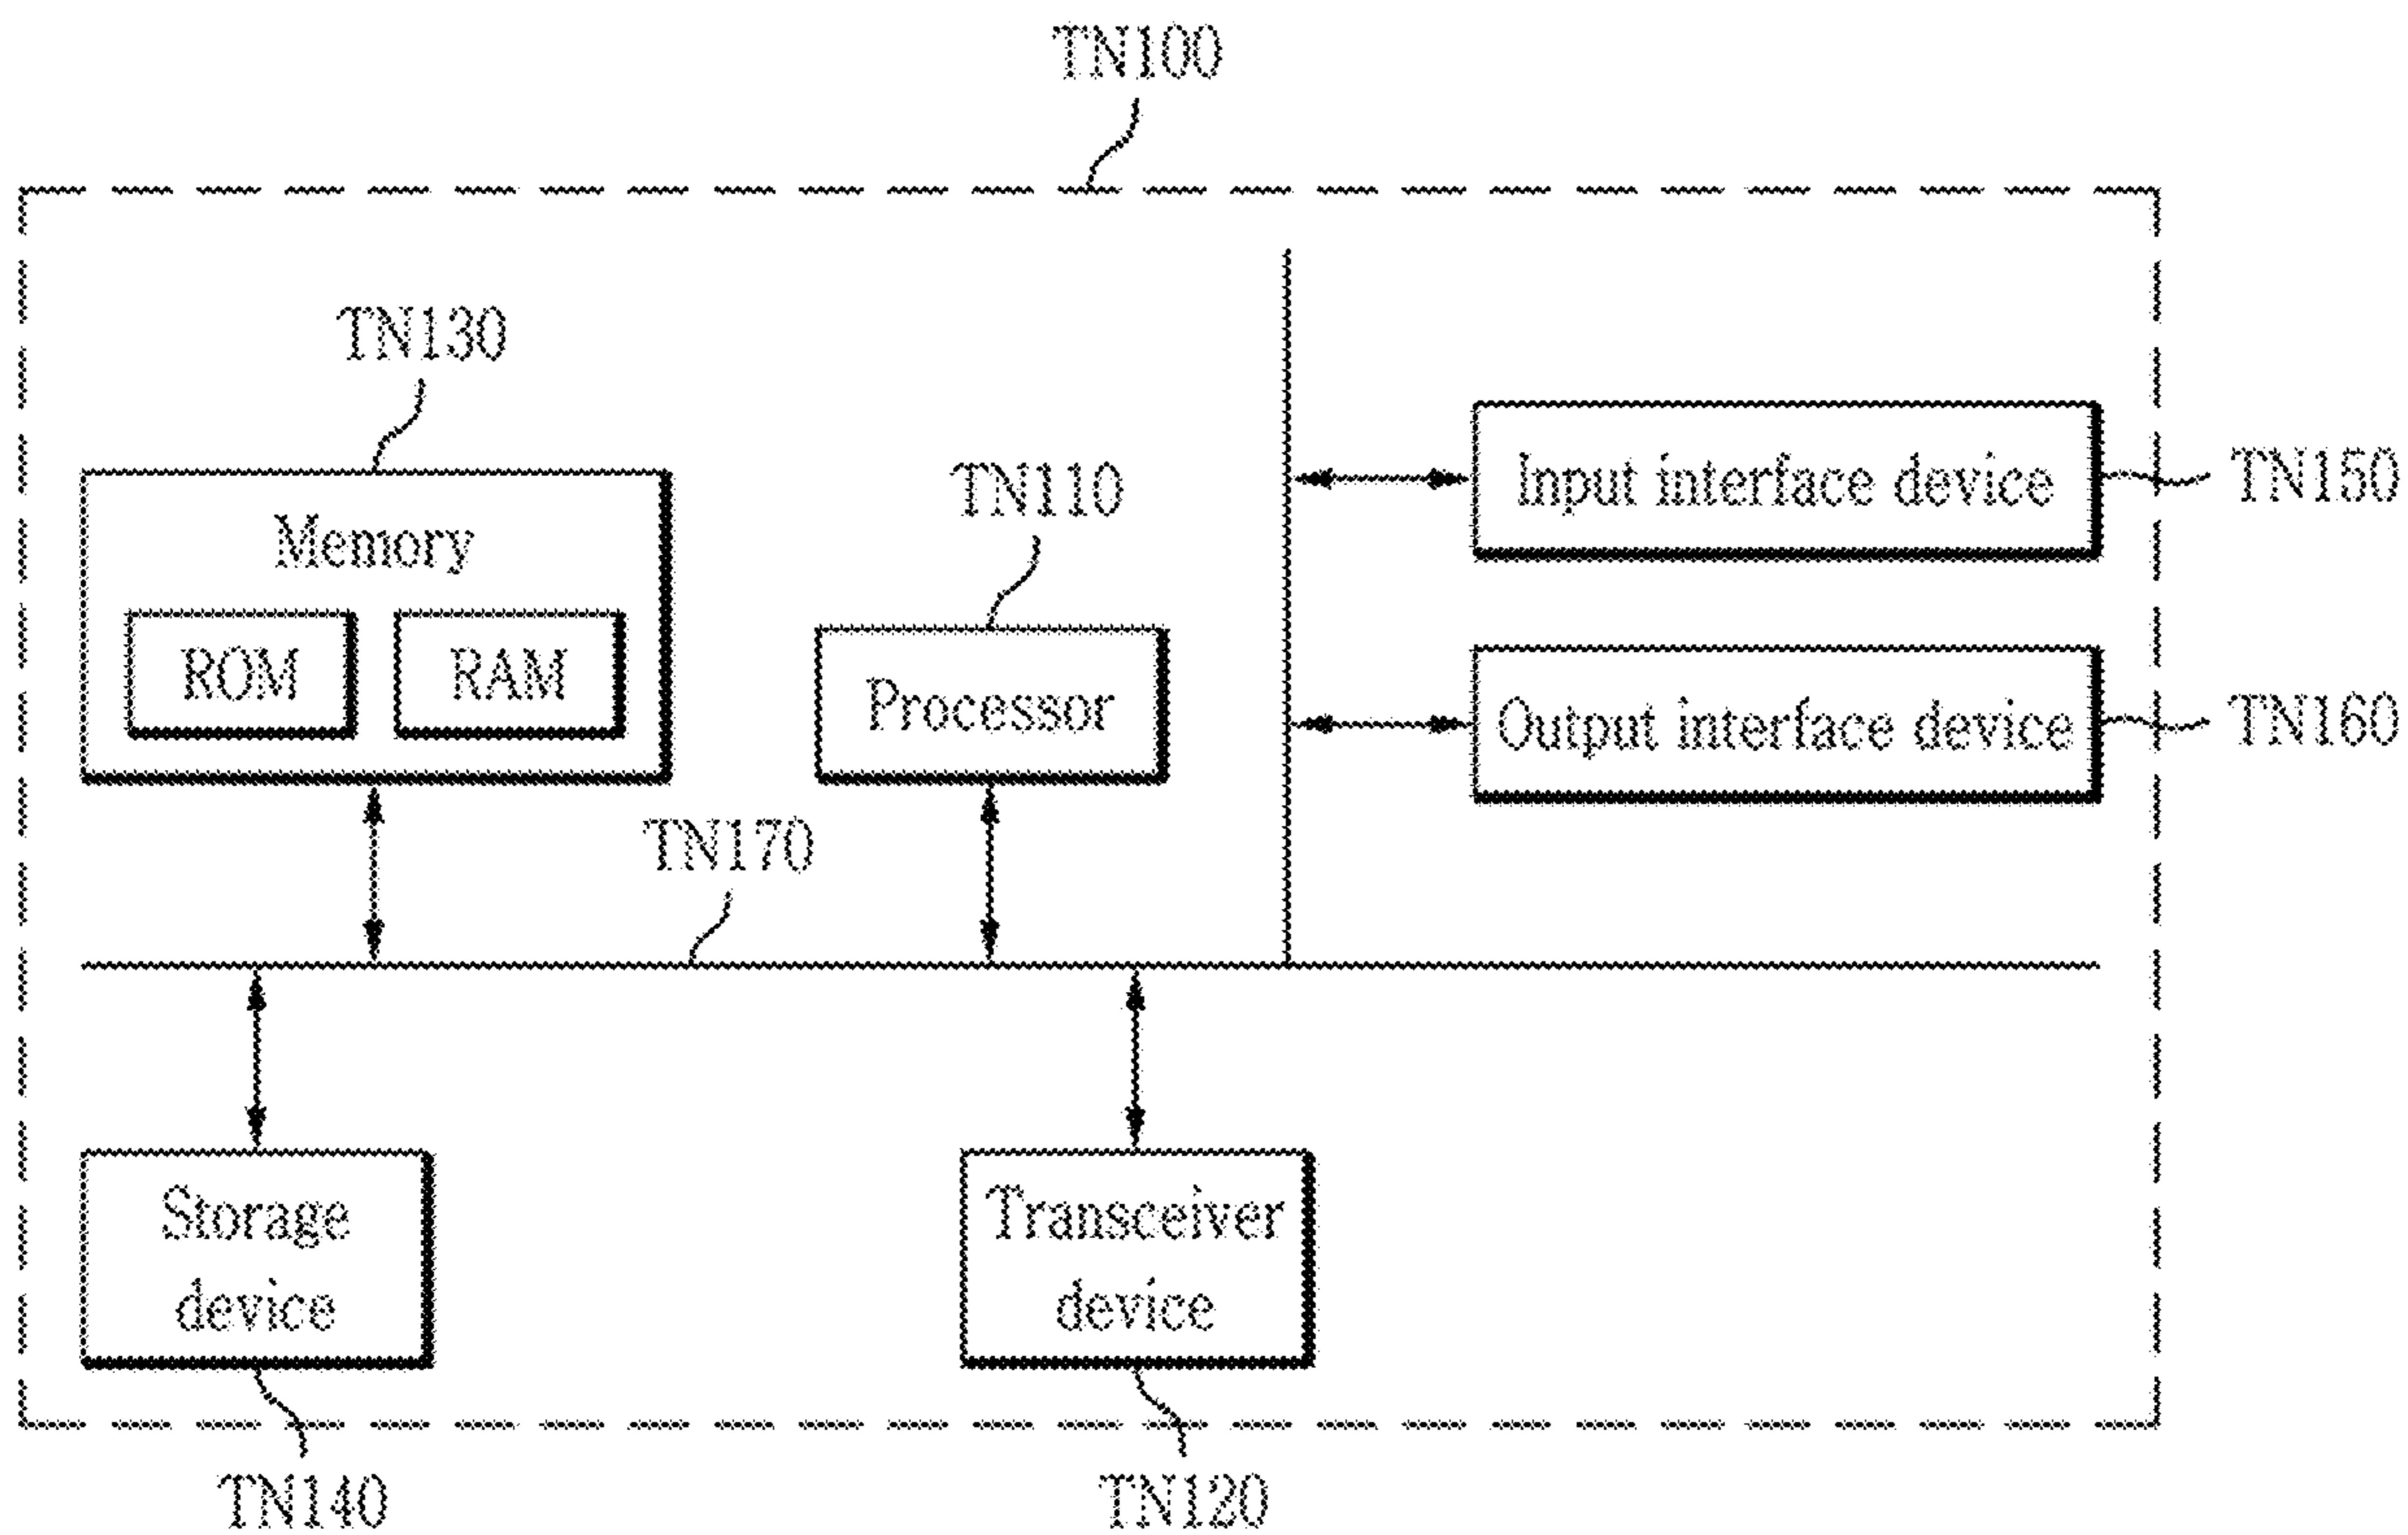 TN100
TN130
TN110
Input interface device
TN150
Memory
ROM
RAM
Processor
Output interface device
TN160
TN170
Storage
device
Transceiver
device
TN140
TN120